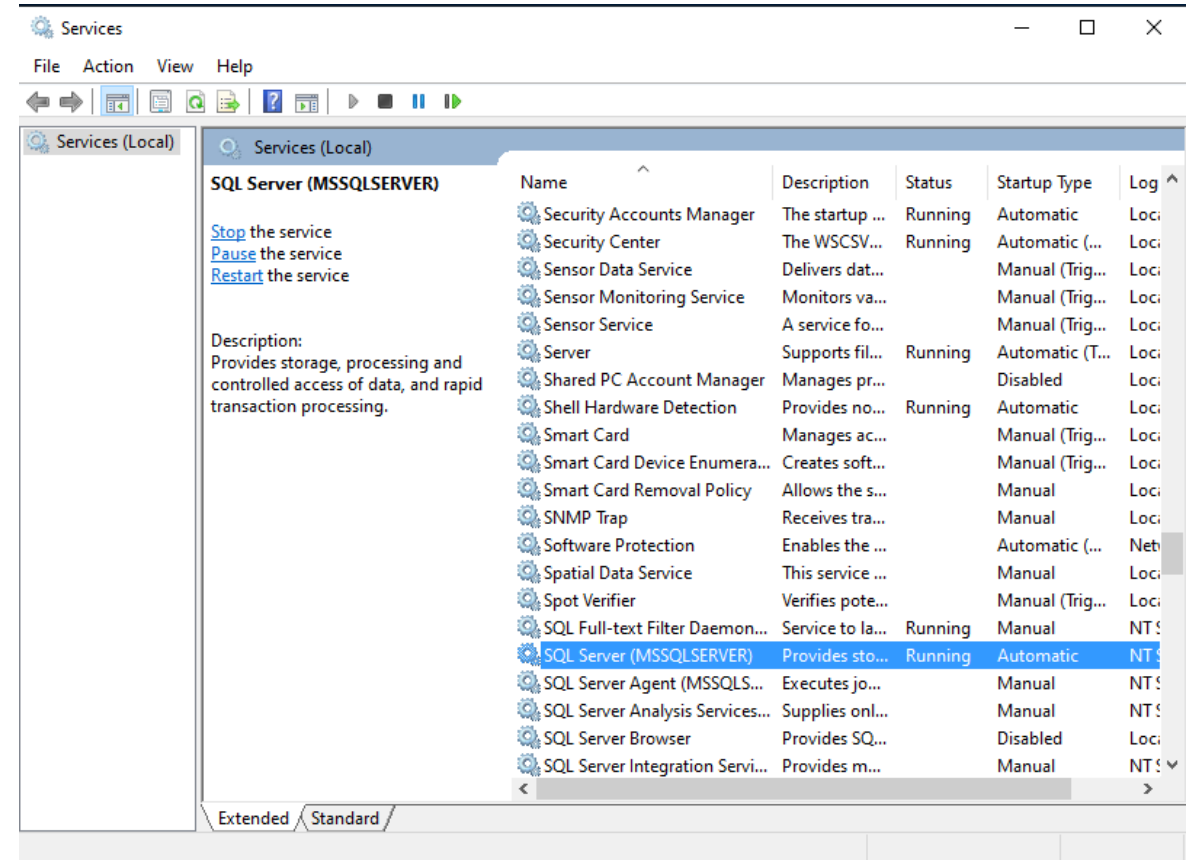 Services
File Action View Help
Services (Local)
Services (Local)
SQL Server (MSSQLSERVER)
Stop the service
Pause the service
Restart the service
Description:
Provides storage, processing and
controlled access of data, and rapid
transaction processing.
Name Description Status Startup Type Log
Security Accounts Manager The startup ... Running Automatic Loca
Security Center The WSCSV... Running Automatic (... Loca
Sensor Data Service Delivers dat... Manual (Trig... Loca
Sensor Monitoring Service Monitors va... Manual (Trig... Loca
Sensor Service A service fo... Manual (Trig... Loca
Server Supports fil... Running Automatic (T... Loca
Shared PC Account Manager Manages pr... Disabled Loca
Shell Hardware Detection Provides no... Running Automatic Loca
Smart Card Manages ac... Manual (Trig... Loca
Smart Card Device Enumera... Creates soft... Manual (Trig... Loca
Smart Card Removal Policy Allows the s... Manual Loca
SNMP Trap Receives tra... Manual Loca
Software Protection Enables the ... Automatic (... Net
Spatial Data Service This service ... Manual Loca
Spot Verifier Verifies pote... Manual (Trig... Loca
SQL Full-text Filter Daemon... Service to la... Running Manual NT S
SQL Server (MSSQLSERVER) Provides sto... Running Automatic NT S
SQL Server Agent (MSSQLS... Executes jo... Manual NT S
SQL Server Analysis Services... Supplies onl... Manual NT S
SQL Server Browser Provides SQ... Disabled Loca
SQL Server Integration Servi... Provides m... Manual NT S
Extended Standard